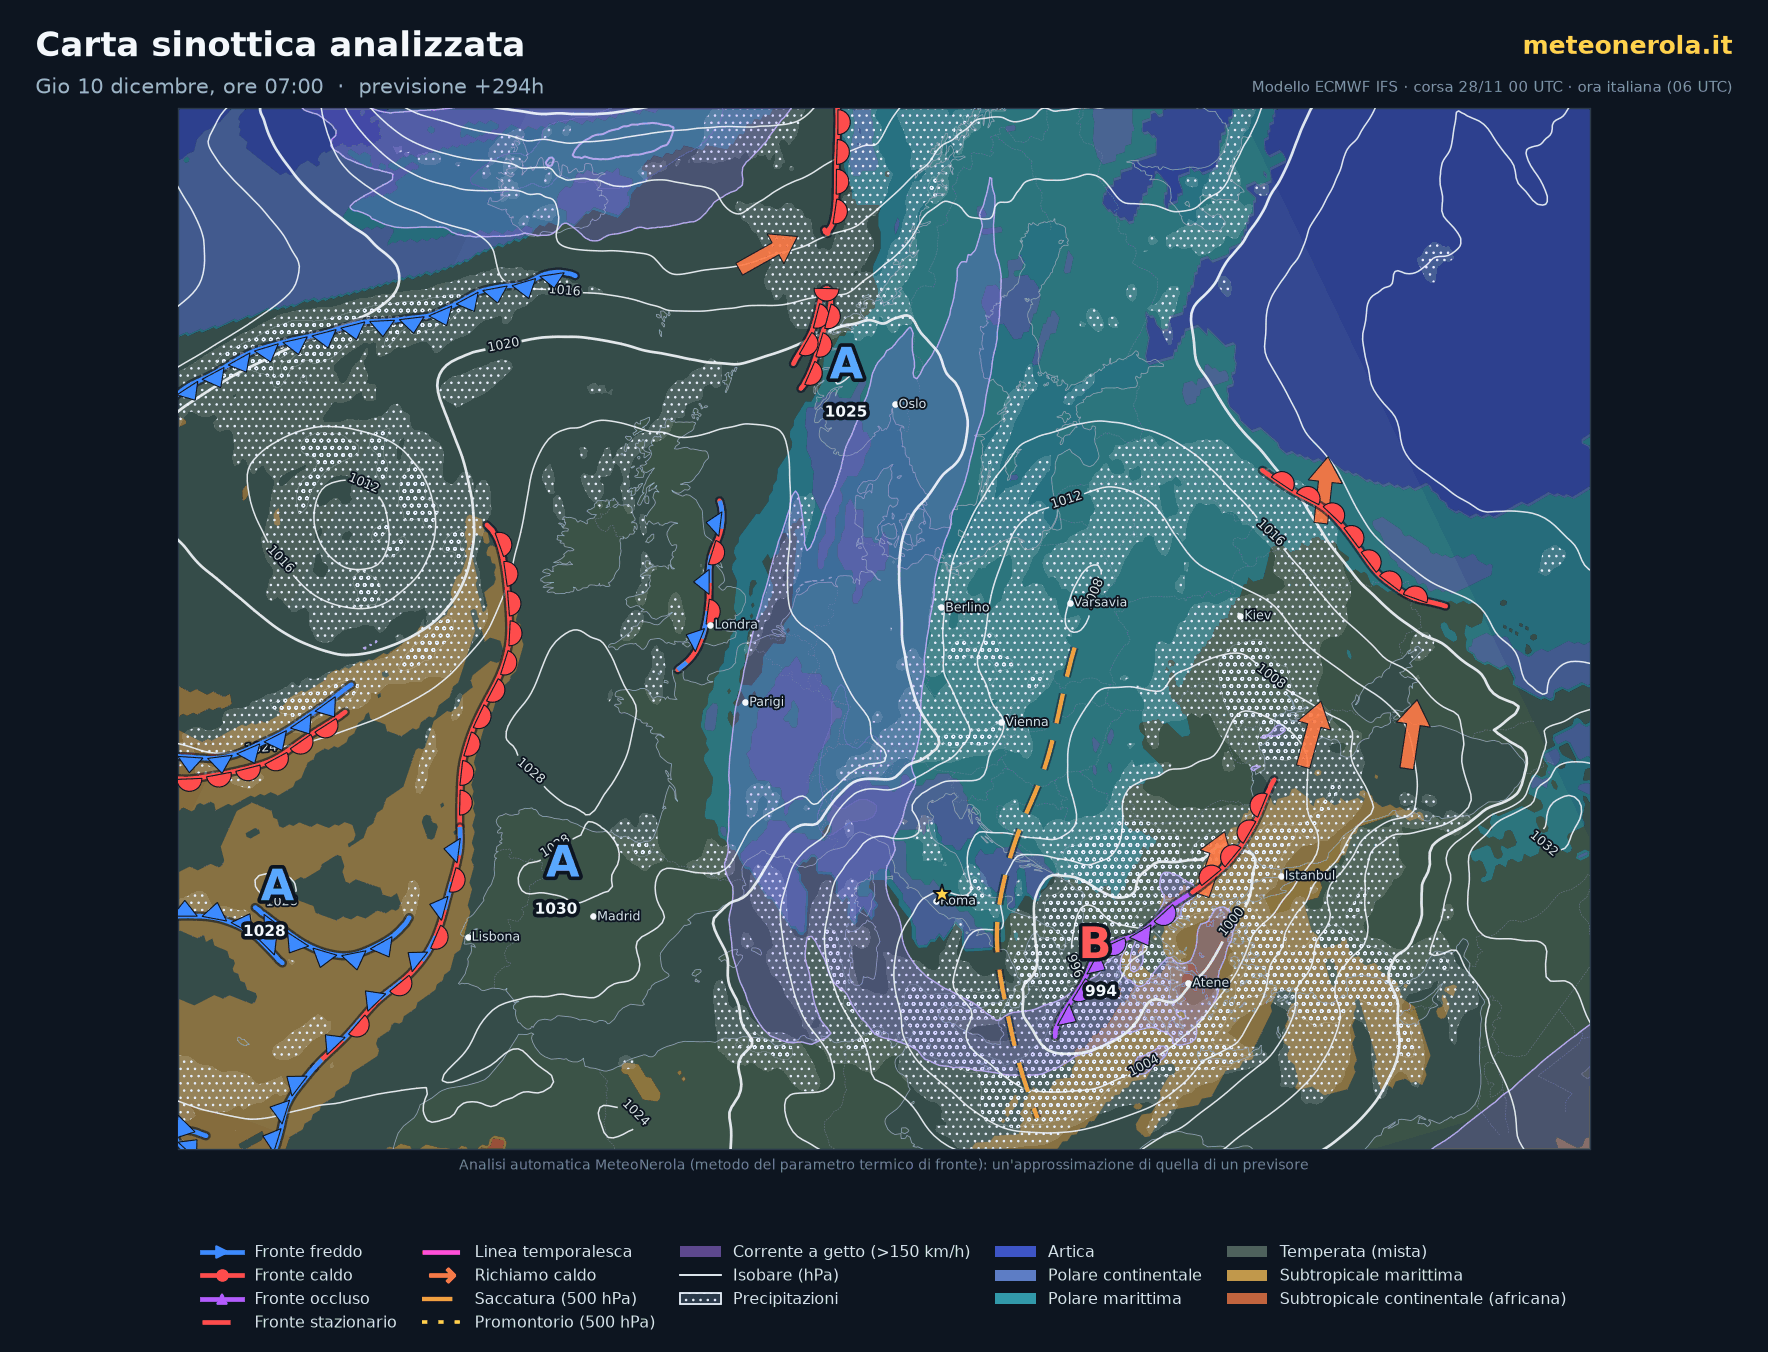 Carta sinottica analizzata
meteonerola.it
Gio 10 dicembre, ore 07:00 · previsione +294h
Modello ECMWF IFS · corsa 28/11 00 UTC · ora italiana (06 UTC)
1016
1020
A
1025
Oslo
1012
1012
1016
1016
Berlino
Varsavia
Kiev
Londra
1008
Parigi
Vienna
1028
1032
A
1028
A
1030
Istanbul
Roma
Madrid
Lisbona
1000
B
996
994
Atene
1004
1024
Analisi automatica MeteoNerola (metodo del parametro termico di fronte): un'approssimazione di quella di un previsore
Fronte freddo
Fronte caldo
Fronte occluso
Fronte stazionario
Linea temporalesca
Richiamo caldo
Saccatura (500 hPa)
Promontorio (500 hPa)
Corrente a getto (>150 km/h)
Isobare (hPa)
Precipitazioni
Artica
Polare continentale
Polare marittima
Temperata (mista)
Subtropicale marittima
Subtropicale continentale (africana)